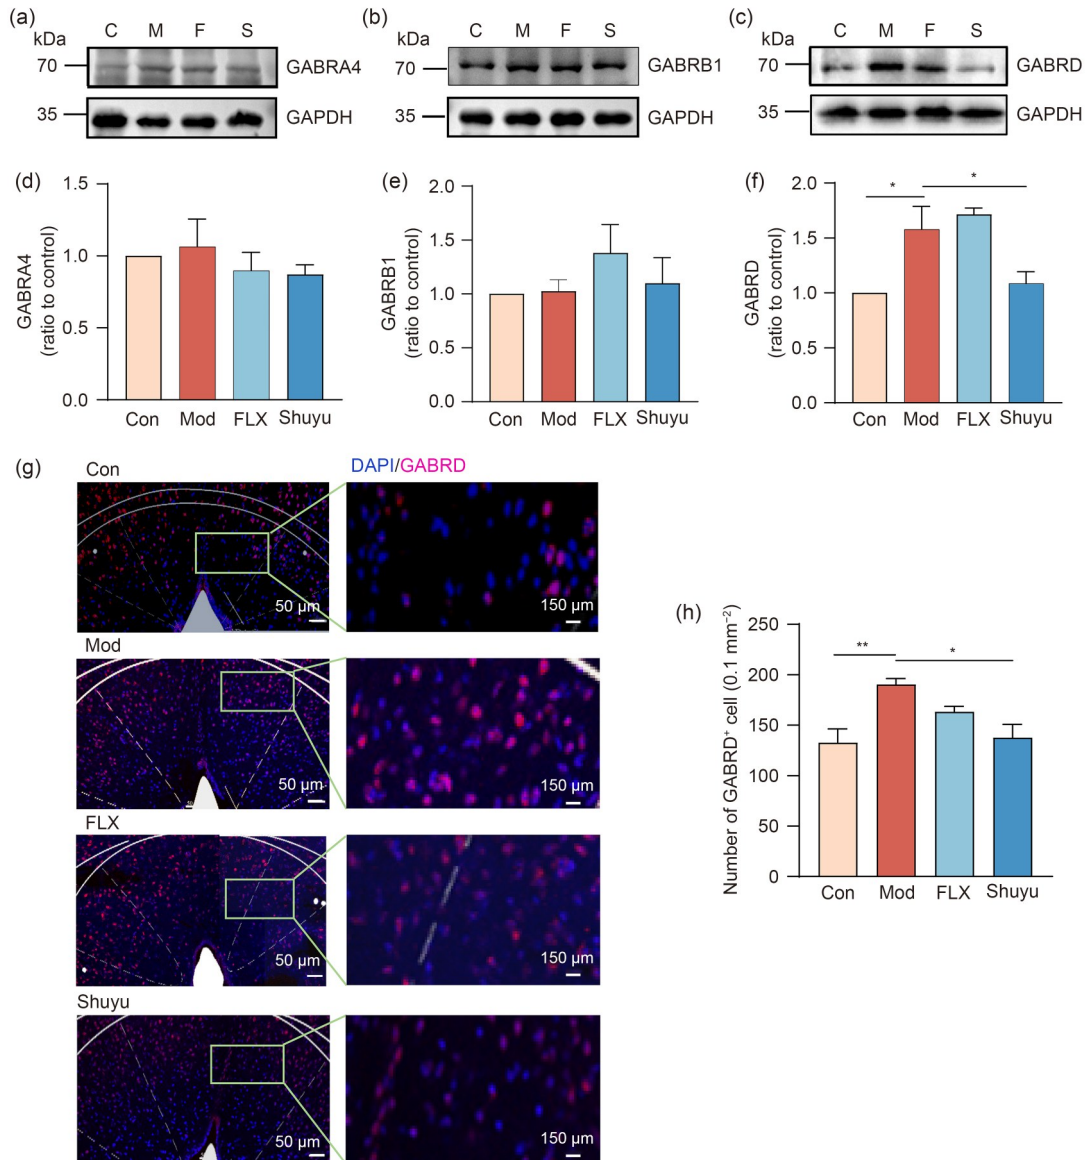 (a)
C M F S
kDa
70
GABRA4
35
GAPDH
(b)
C M F S
kDa
70
GABRB1
35
GAPDH
(c)
C M F S
kDa
70
GABRD
35
GAPDH
(d)
GABRA4
(ratio to control)
1.5
1.0
0.5
0.0
Con Mod FLX Shuyu
(e)
GABRB1
(ratio to control)
2.0
1.5
1.0
0.5
0.0
Con Mod FLX Shuyu
(f)
GABRD
(ratio to control)
2.0
1.5
1.0
0.5
0.0
* *
Con Mod FLX Shuyu
(g)
Con
DAPI/GABRD
50 µm
150 µm
Mod
50 µm
150 µm
FLX
50 µm
150 µm
Shuyu
50 µm
150 µm
(h)
Number of GABRD⁺ cell (0.1 mm⁻²)
250
200
150
100
50
0
** *
Con Mod FLX Shuyu